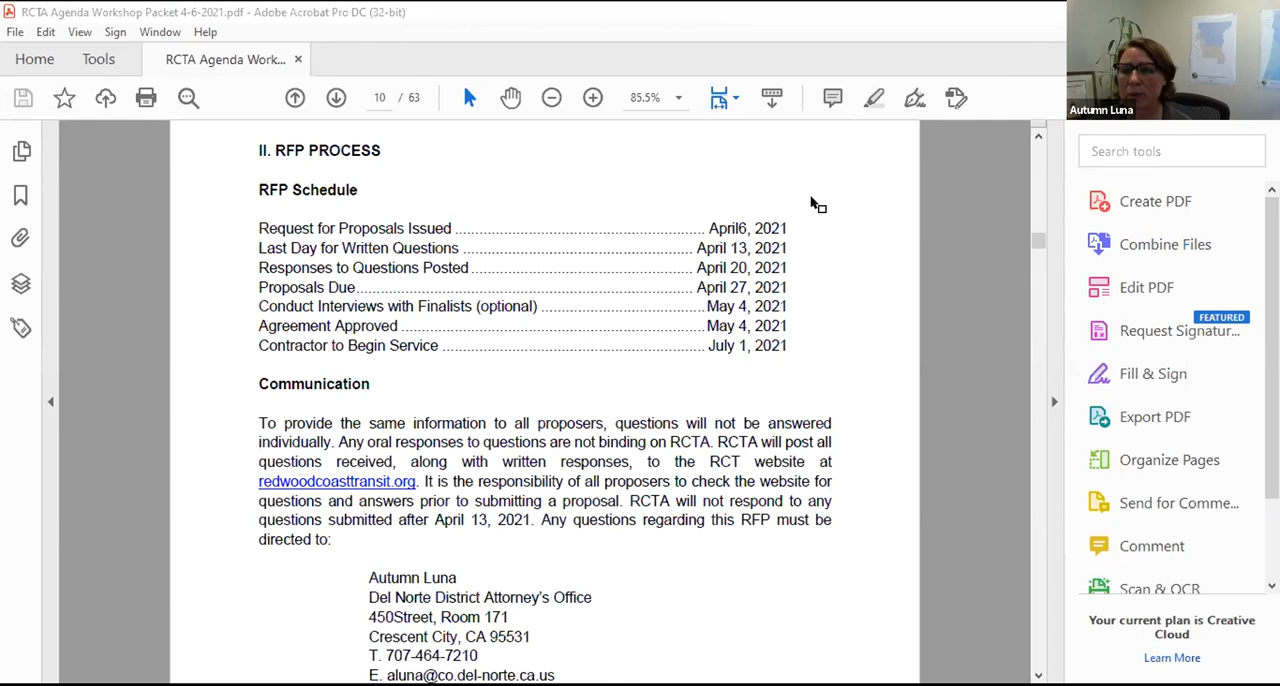 RCTA Agenda Workshop Packet 4-6-2021.pdf - Adobe Acrobat Pro DC (32-bit)
File Edit View Sign Window Help
Home Tools RCTA Agenda Work... ×
10 / 63 85.5%
Autumn Luna
II. RFP PROCESS
RFP Schedule
Request for Proposals Issued ........................................................ April6, 2021
Last Day for Written Questions ................................................... April 13, 2021
Responses to Questions Posted ................................................. April 20, 2021
Proposals Due ........................................................................... April 27, 2021
Conduct Interviews with Finalists (optional) .................................... May 4, 2021
Agreement Approved .................................................................... May 4, 2021
Contractor to Begin Service ........................................................... July 1, 2021
Communication
To provide the same information to all proposers, questions will not be answered
individually. Any oral responses to questions are not binding on RCTA. RCTA will post all
questions received, along with written responses, to the RCT website at
redwoodcoasttransit.org. It is the responsibility of all proposers to check the website for
questions and answers prior to submitting a proposal. RCTA will not respond to any
questions submitted after April 13, 2021. Any questions regarding this RFP must be
directed to:
Autumn Luna
Del Norte District Attorney's Office
450Street, Room 171
Crescent City, CA 95531
T. 707-464-7210
E. aluna@co.del-norte.ca.us
Search tools
Create PDF
Combine Files
Edit PDF
FEATURED
Request Signatur...
Fill & Sign
Export PDF
Organize Pages
Send for Comme...
Comment
Scan & OCR
Your current plan is Creative
Cloud
Learn More